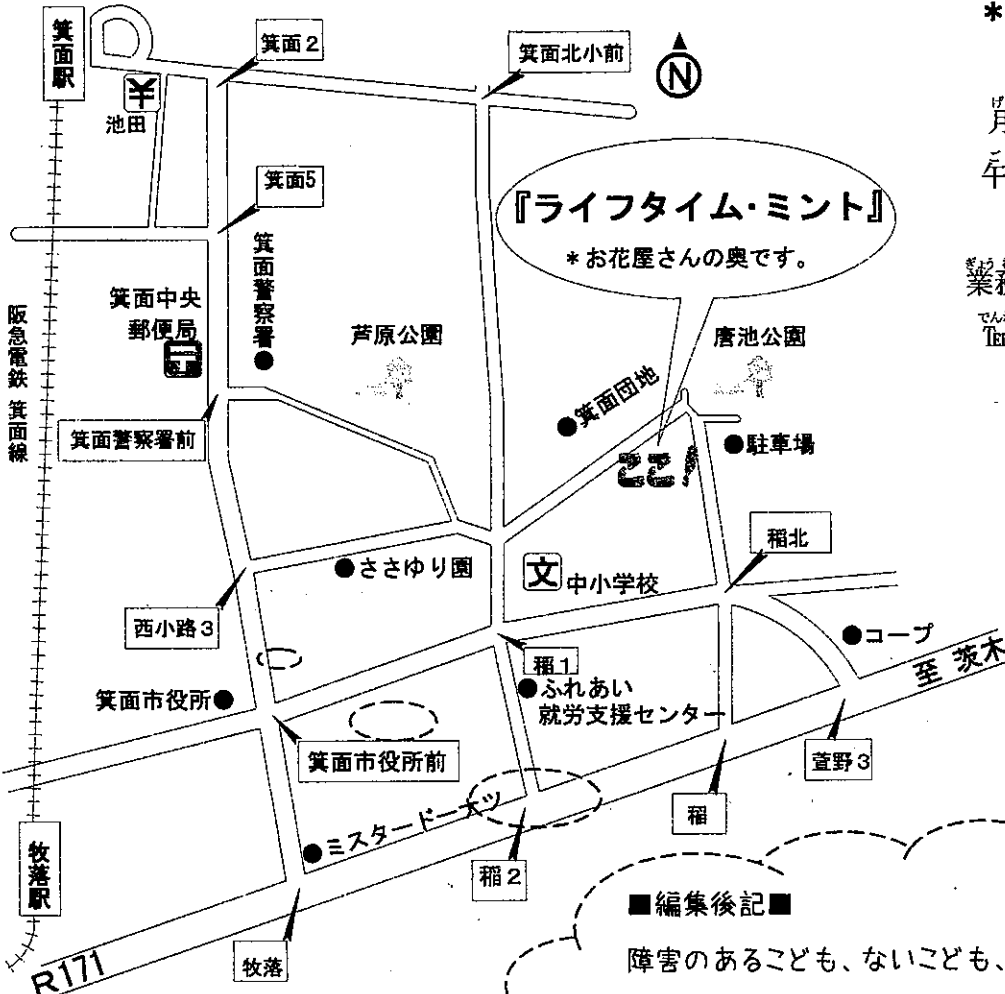 *
箕面駅
箕面2
箕面北小前
N
池田
箕面5
『ライフタイム・ミント』
*お花屋さんの奥です。
月
午
業務
箕面中央
郵便局
箕面警察署
芦原公園
唐池公園
阪急電鉄 箕面線
箕面団地
箕面警察署前
駐車場
稲北
ささゆり園
文
中小学校
西小路3
コープ
稲1
至 茨木
箕面市役所
ふれあい
就労支援センター
箕面市役所前
萱野3
ミスタードーナツ
稲
牧落駅
稲2
■編集後記■
牧落
障害のあるこども、ないこども、
R171